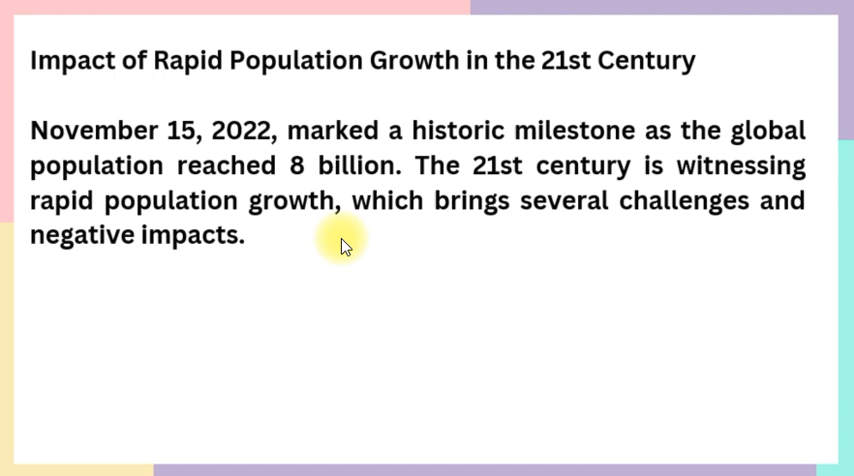 Impact of Rapid Population Growth in the 21st Century
November 15, 2022, marked a historic milestone as the global
population reached 8 billion. The 21st century is witnessing
rapid population growth, which brings several challenges and
negative impacts.